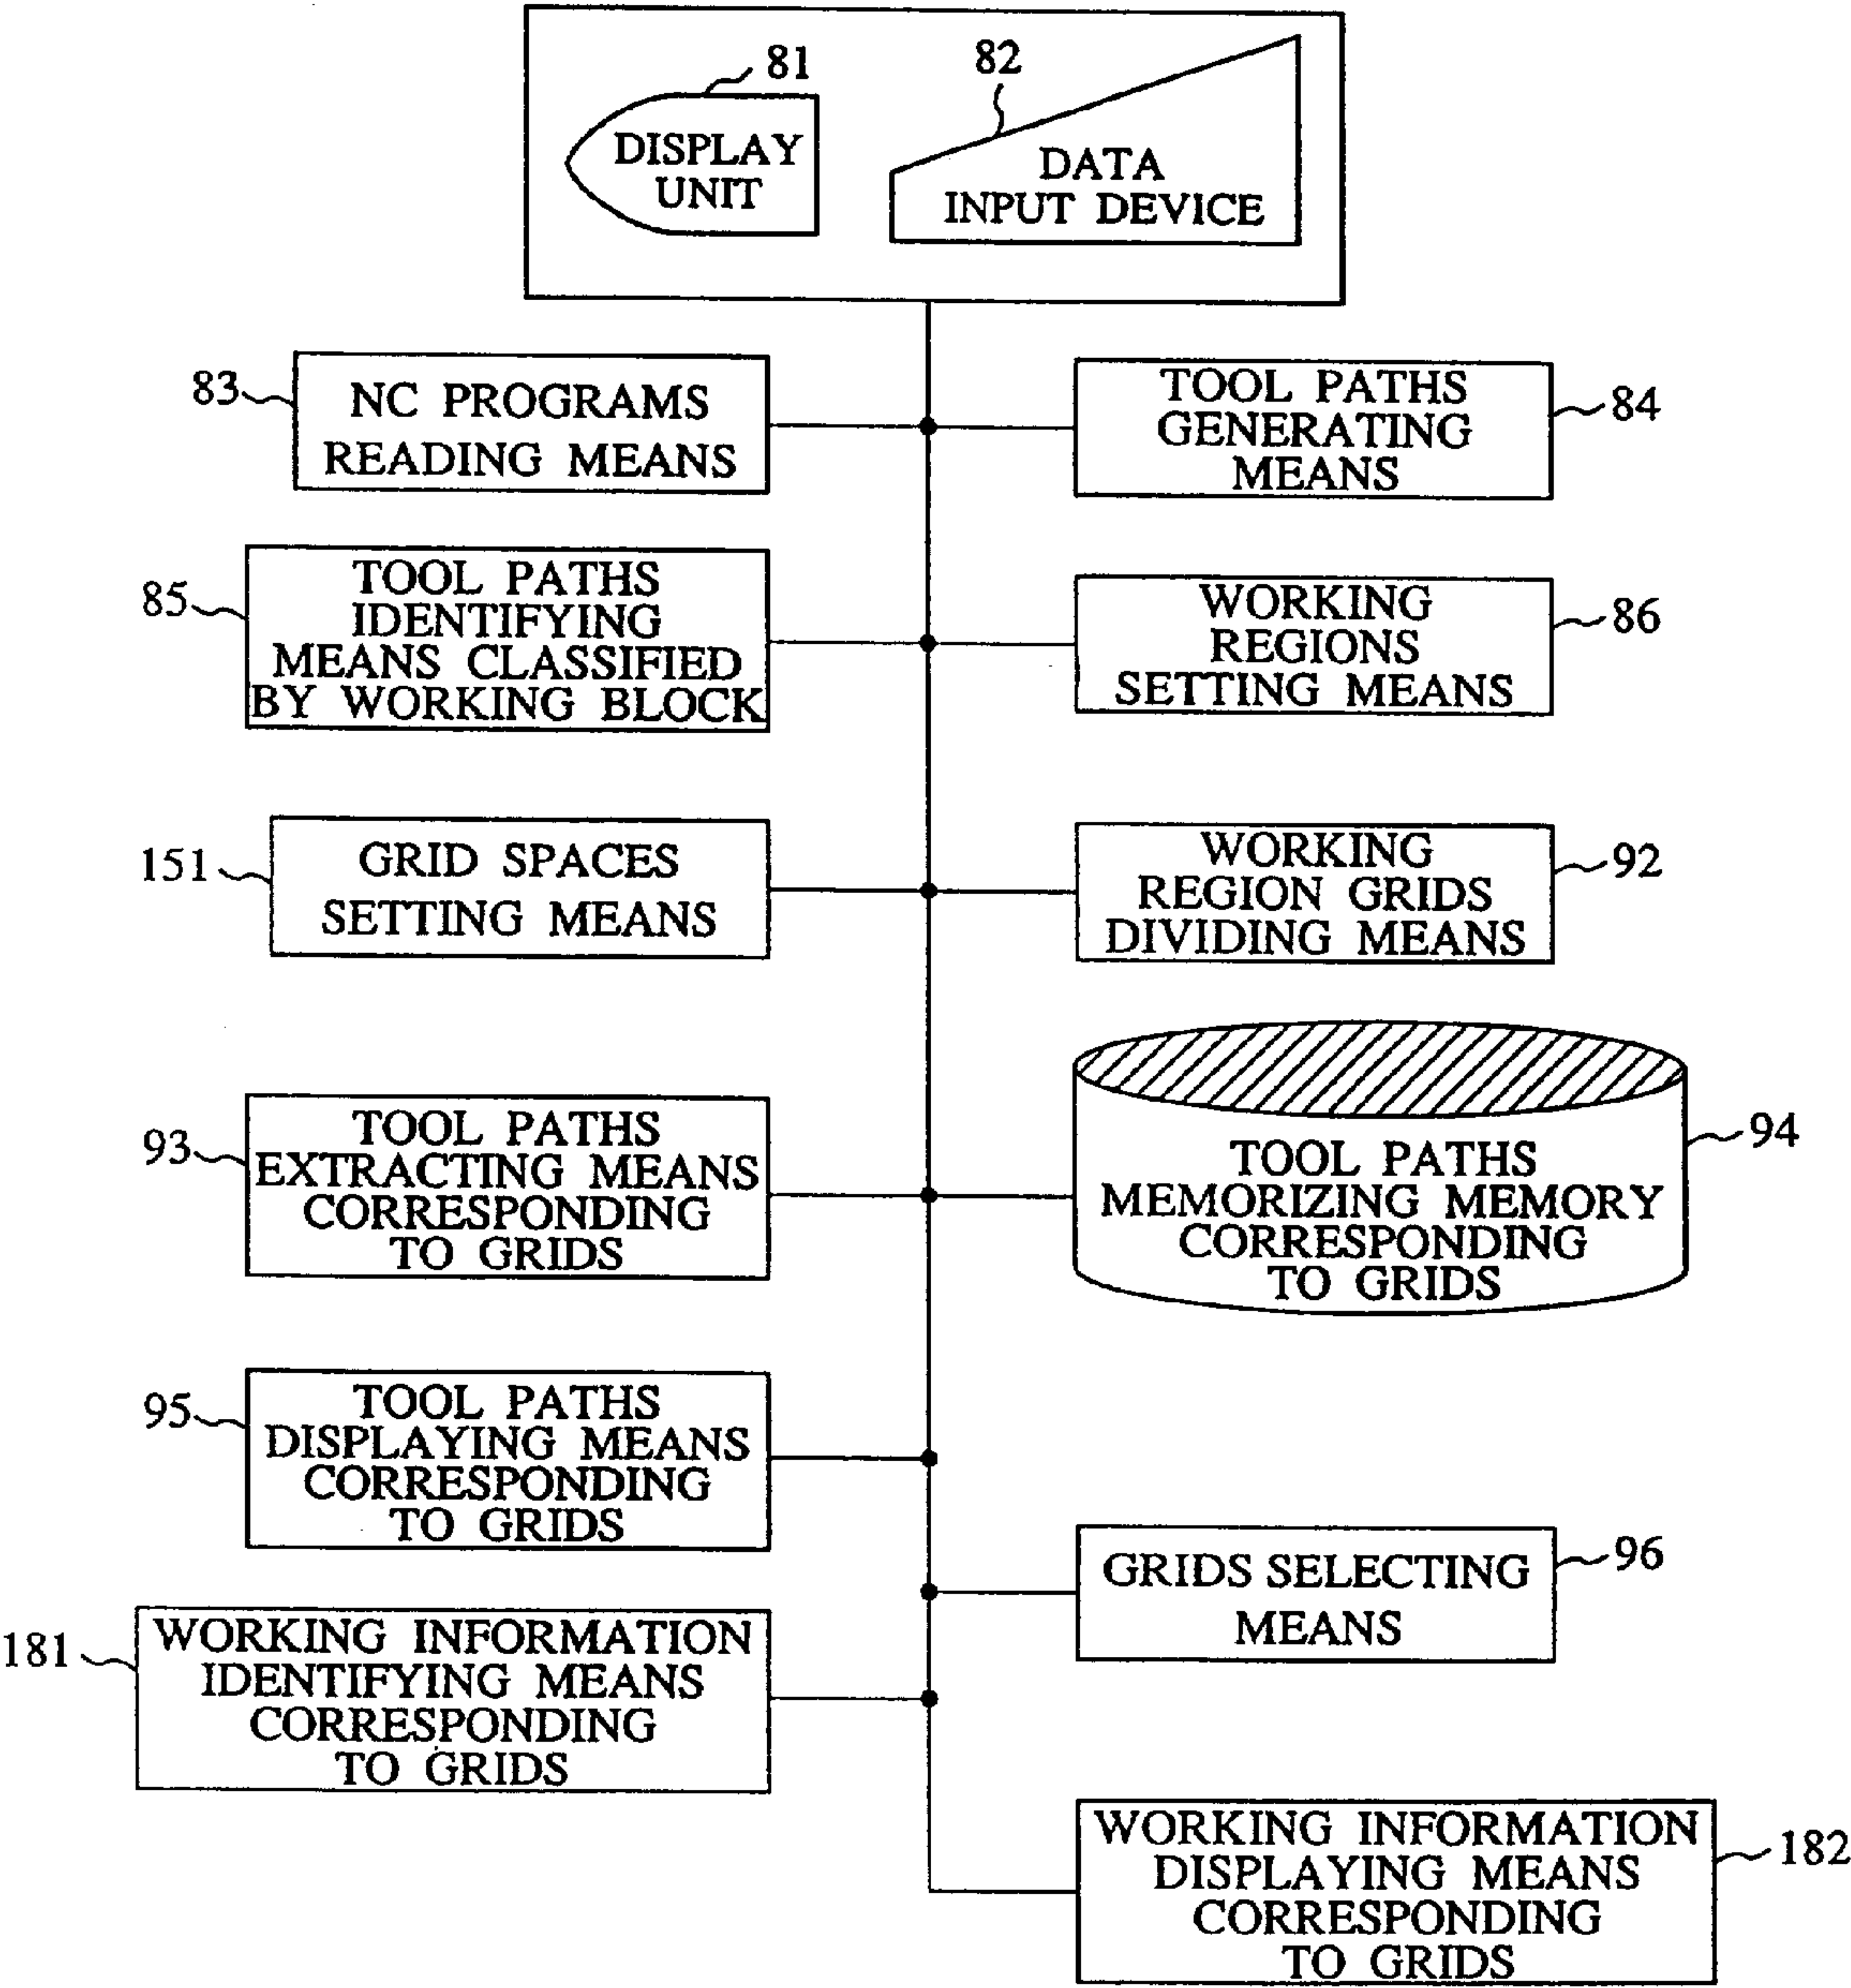 81
DISPLAY
UNIT
82
DATA
INPUT DEVICE
83
NC PROGRAMS
READING MEANS
TOOL PATHS
GENERATING
MEANS
84
85
TOOL PATHS
IDENTIFYING
MEANS CLASSIFIED
BY WORKING BLOCK
WORKING
REGIONS
SETTING MEANS
86
151
GRID SPACES
SETTING MEANS
WORKING
REGION GRIDS
DIVIDING MEANS
92
93
TOOL PATHS
EXTRACTING MEANS
CORRESPONDING
TO GRIDS
TOOL PATHS
MEMORIZING MEMORY
CORRESPONDING
TO GRIDS
94
95
TOOL PATHS
DISPLAYING MEANS
CORRESPONDING
TO GRIDS
GRIDS SELECTING
MEANS
96
181
WORKING INFORMATION
IDENTIFYING MEANS
CORRESPONDING
TO GRIDS
WORKING INFORMATION
DISPLAYING MEANS
CORRESPONDING
TO GRIDS
182